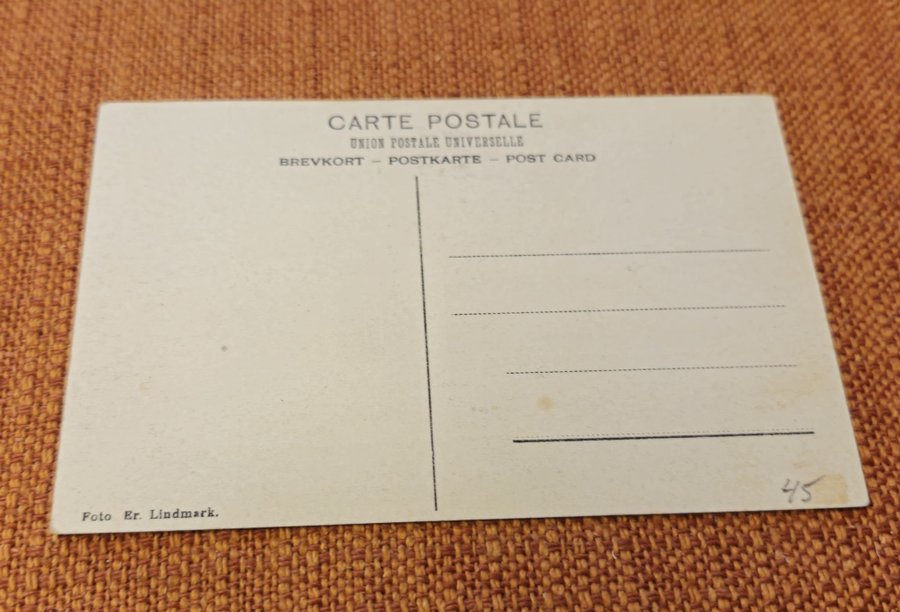 CARTE POSTALE
UNION POSTALE UNIVERSELLE
BREVKORT – POSTKARTE – POST CARD
45
Foto Er. Lindmark.